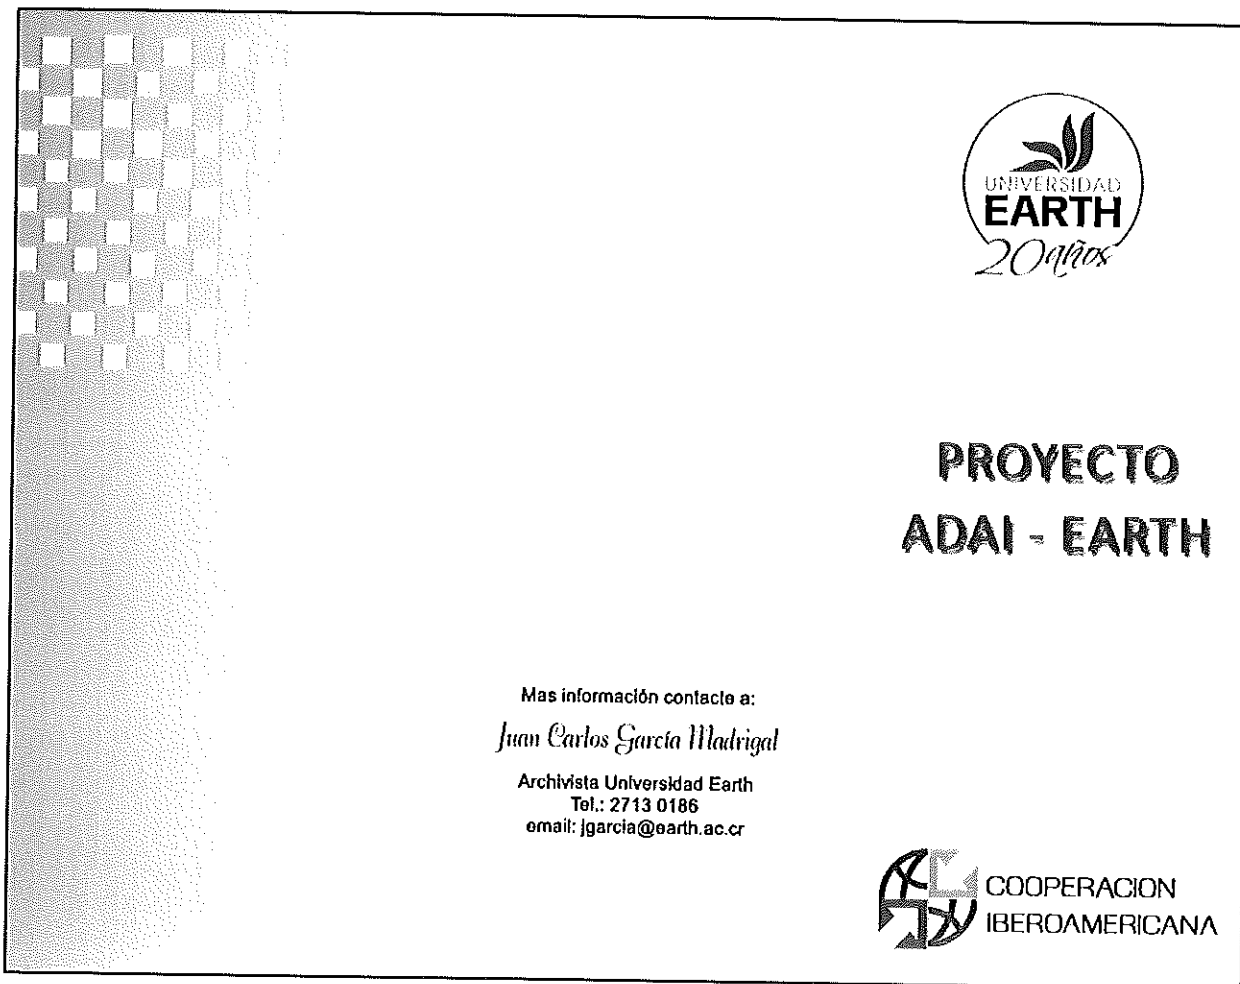 UNIVERSIDAD
EARTH
20 años
PROYECTO
ADAI - EARTH
Mas información contacte a:
Juan Carlos García Madrigal
Archivista Universidad Earth
Tel.: 2713 0186
email: jgarcia@earth.ac.cr
COOPERACION
IBEROAMERICANA